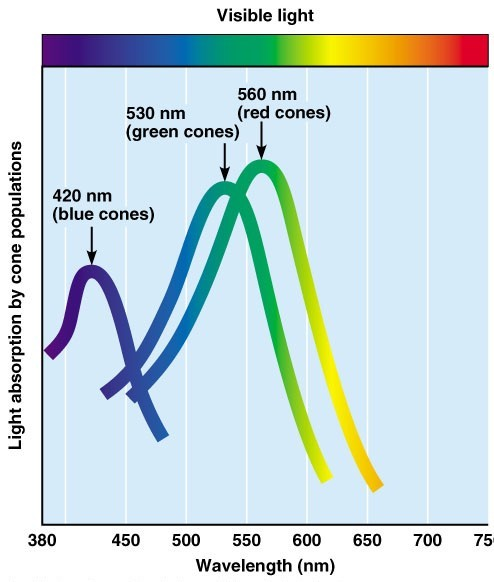 Visible light
560 nm
(red cones)
530 nm
(green cones)
420 nm
(blue cones)
Light absorption by cone populations
380 450 500 550 600 650 700 75
Wavelength (nm)